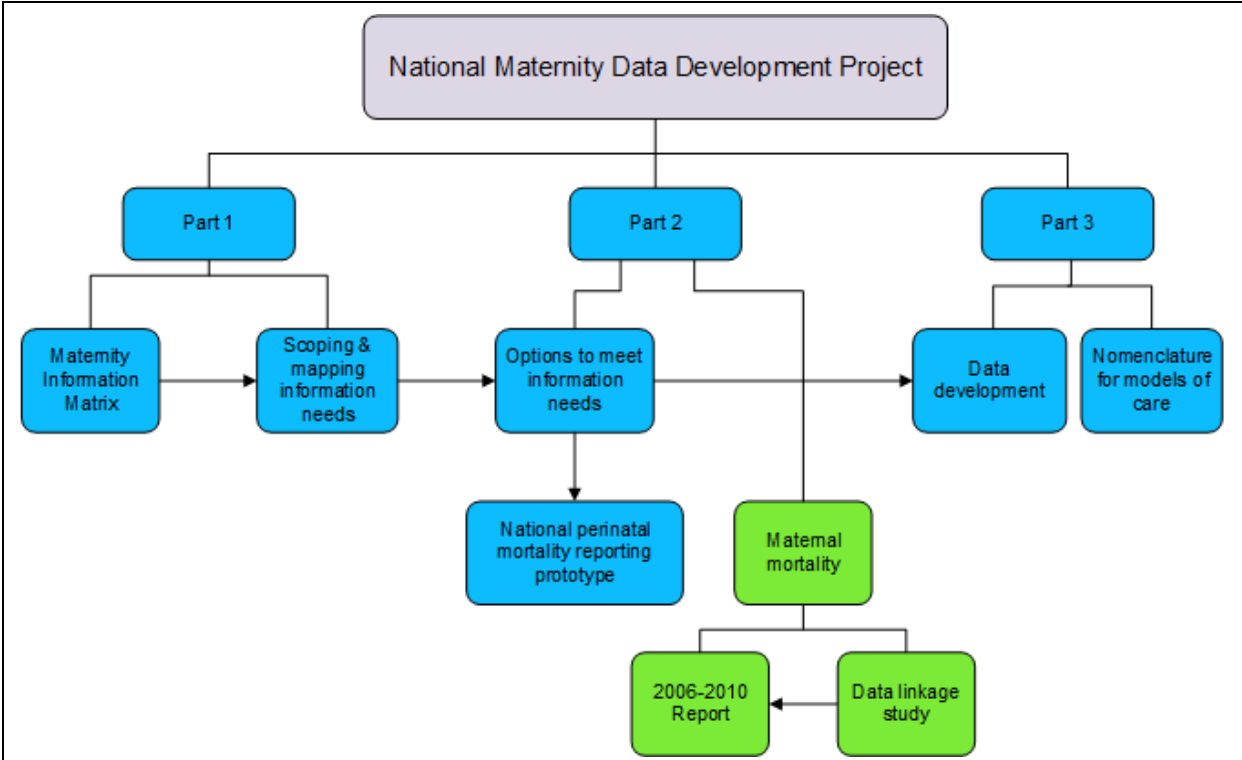 National Maternity Data Development Project
Part 1
Part 2
Part 3
Maternity
Information
Matrix
Scoping &
mapping
information
needs
Options to meet
information
needs
Data
development
Nomenclature
for models of
care
National perinatal
mortality reporting
prototype
Maternal
mortality
2006-2010
Report
Data linkage
study